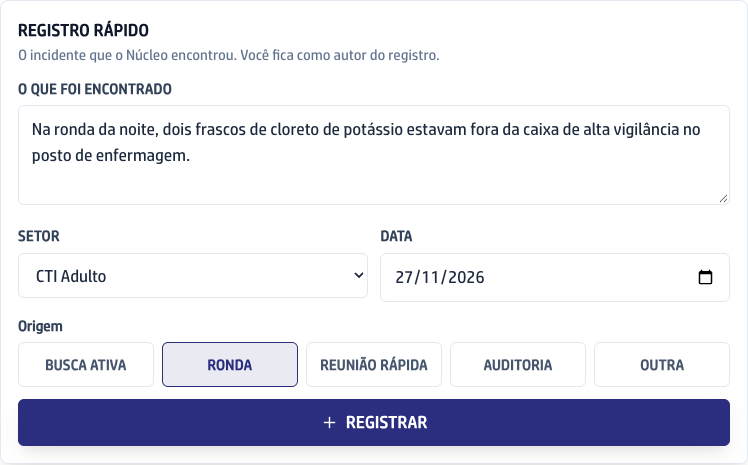 REGISTRO RÁPIDO
O incidente que o Núcleo encontrou. Você fica como autor do registro.
O QUE FOI ENCONTRADO
Na ronda da noite, dois frascos de cloreto de potássio estavam fora da caixa de alta vigilância no
posto de enfermagem.
SETOR
DATA
CTI Adulto
27/11/2026
Origem
BUSCA ATIVA
RONDA
REUNIÃO RÁPIDA
AUDITORIA
OUTRA
+ REGISTRAR